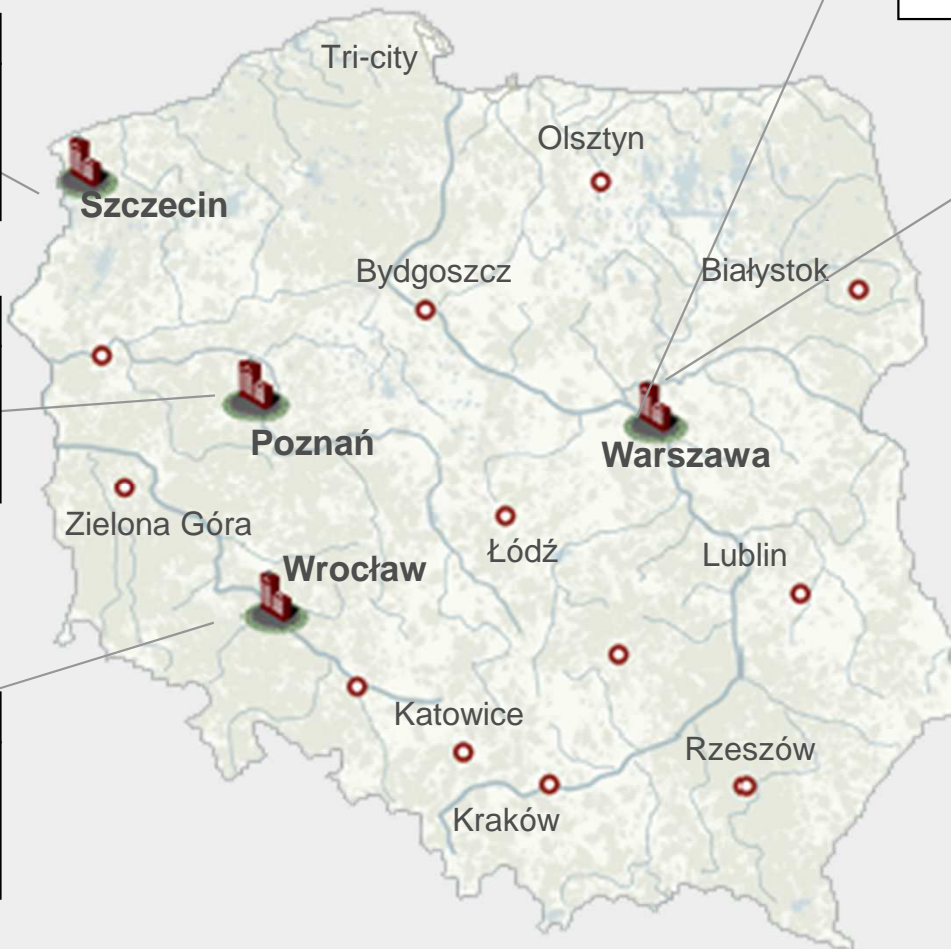 Tri-city
Olsztyn
Szczecin
Bydgoszcz
Białystok
Poznań
Warszawa
Zielona Góra
Łódź
Lublin
Wrocław
Katowice
Rzeszów
Kraków